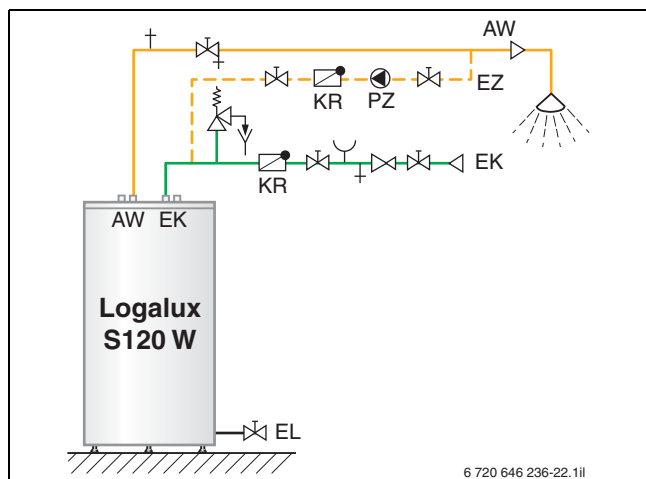 AW
KR
PZ
EZ
KR
EK
AW
EK
Logalux
S120 W
EL
6 720 646 236-22.1il